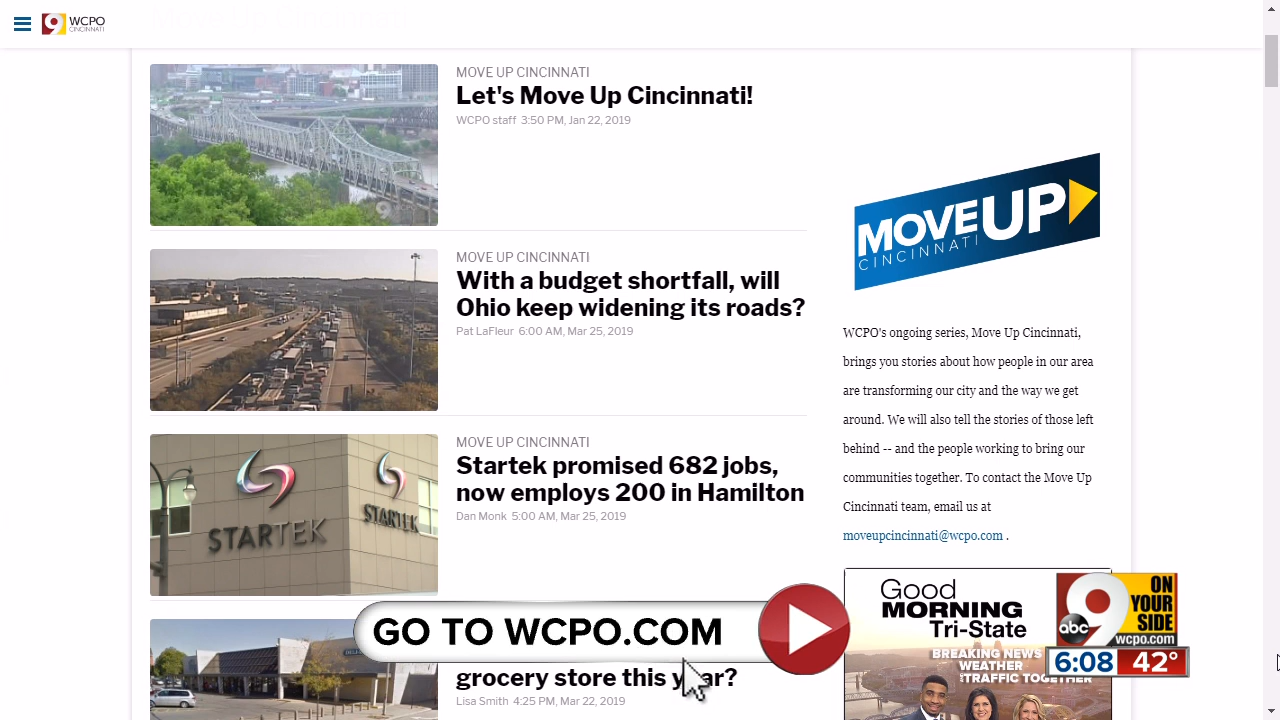 WCPO
CINCINNATI
MOVE UP CINCINNATI
Let's Move Up Cincinnati!
WCPO staff 3:50 PM, Jan 22, 2019
MOVE UP CINCINNATI
With a budget shortfall, will
Ohio keep widening its roads?
Pat LaFleur 6:00 AM, Mar 25, 2019
MOVE UP CINCINNATI
Startek promised 682 jobs,
now employs 200 in Hamilton
Dan Monk 5:00 AM, Mar 25, 2019
STARTEK
STARTEK
grocery store this year?
Lisa Smith 4:25 PM, Mar 22, 2019
GO TO WCPO.COM
MOVEUP
CINCINNATI
WCPO's ongoing series, Move Up Cincinnati,
brings you stories about how people in our area
are transforming our city and the way we get
around. We will also tell the stories of those left
behind -- and the people working to bring our
communities together. To contact the Move Up
Cincinnati team, email us at
moveupcincinnati@wcpo.com .
Good
MORNING
Tri-State
BREAKING NEWS
WEATHER
TRAFFIC TOGETHER
abc 9
ON
YOUR
SIDE
wcpo.com
6:08 42°